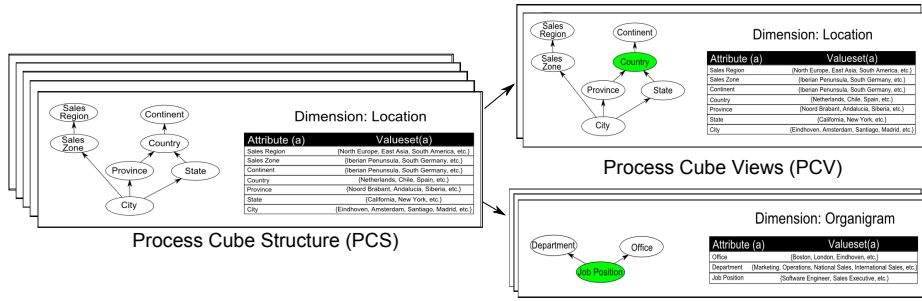 Sales
Region
Sales
Zone
Continent
Country
Province
State
City
Dimension: Location
Attribute (a) Valueset(a)
Sales Region {North Europe, East Asia, South America, etc.}
Sales Zone {Iberian Penunsula, South Germany, etc.}
Continent {Iberian Penunsula, South Germany, etc.}
Country {Netherlands, Chile, Spain, etc.}
Province {Noord Brabant, Andalucia, Siberia, etc.}
State {California, New York, etc.}
City {Eindhoven, Amsterdam, Santiago, Madrid, etc.}
Process Cube Structure (PCS)
Sales
Region
Sales
Zone
Continent
Country
Province
State
City
Dimension: Location
Attribute (a) Valueset(a)
Sales Region {North Europe, East Asia, South America, etc.}
Sales Zone {Iberian Penunsula, South Germany, etc.}
Continent {Iberian Penunsula, South Germany, etc.}
Country {Netherlands, Chile, Spain, etc.}
Province {Noord Brabant, Andalucia, Siberia, etc.}
State {California, New York, etc.}
City {Eindhoven, Amsterdam, Santiago, Madrid, etc.}
Process Cube Views (PCV)
Department
Office
Job Position
Dimension: Organigram
Attribute (a) Valueset(a)
Office {Boston, London, Eindhoven, etc.}
Department {Marketing, Operations, National Sales, International Sales, etc.}
Job Position {Software Engineer, Sales Executive, etc.}